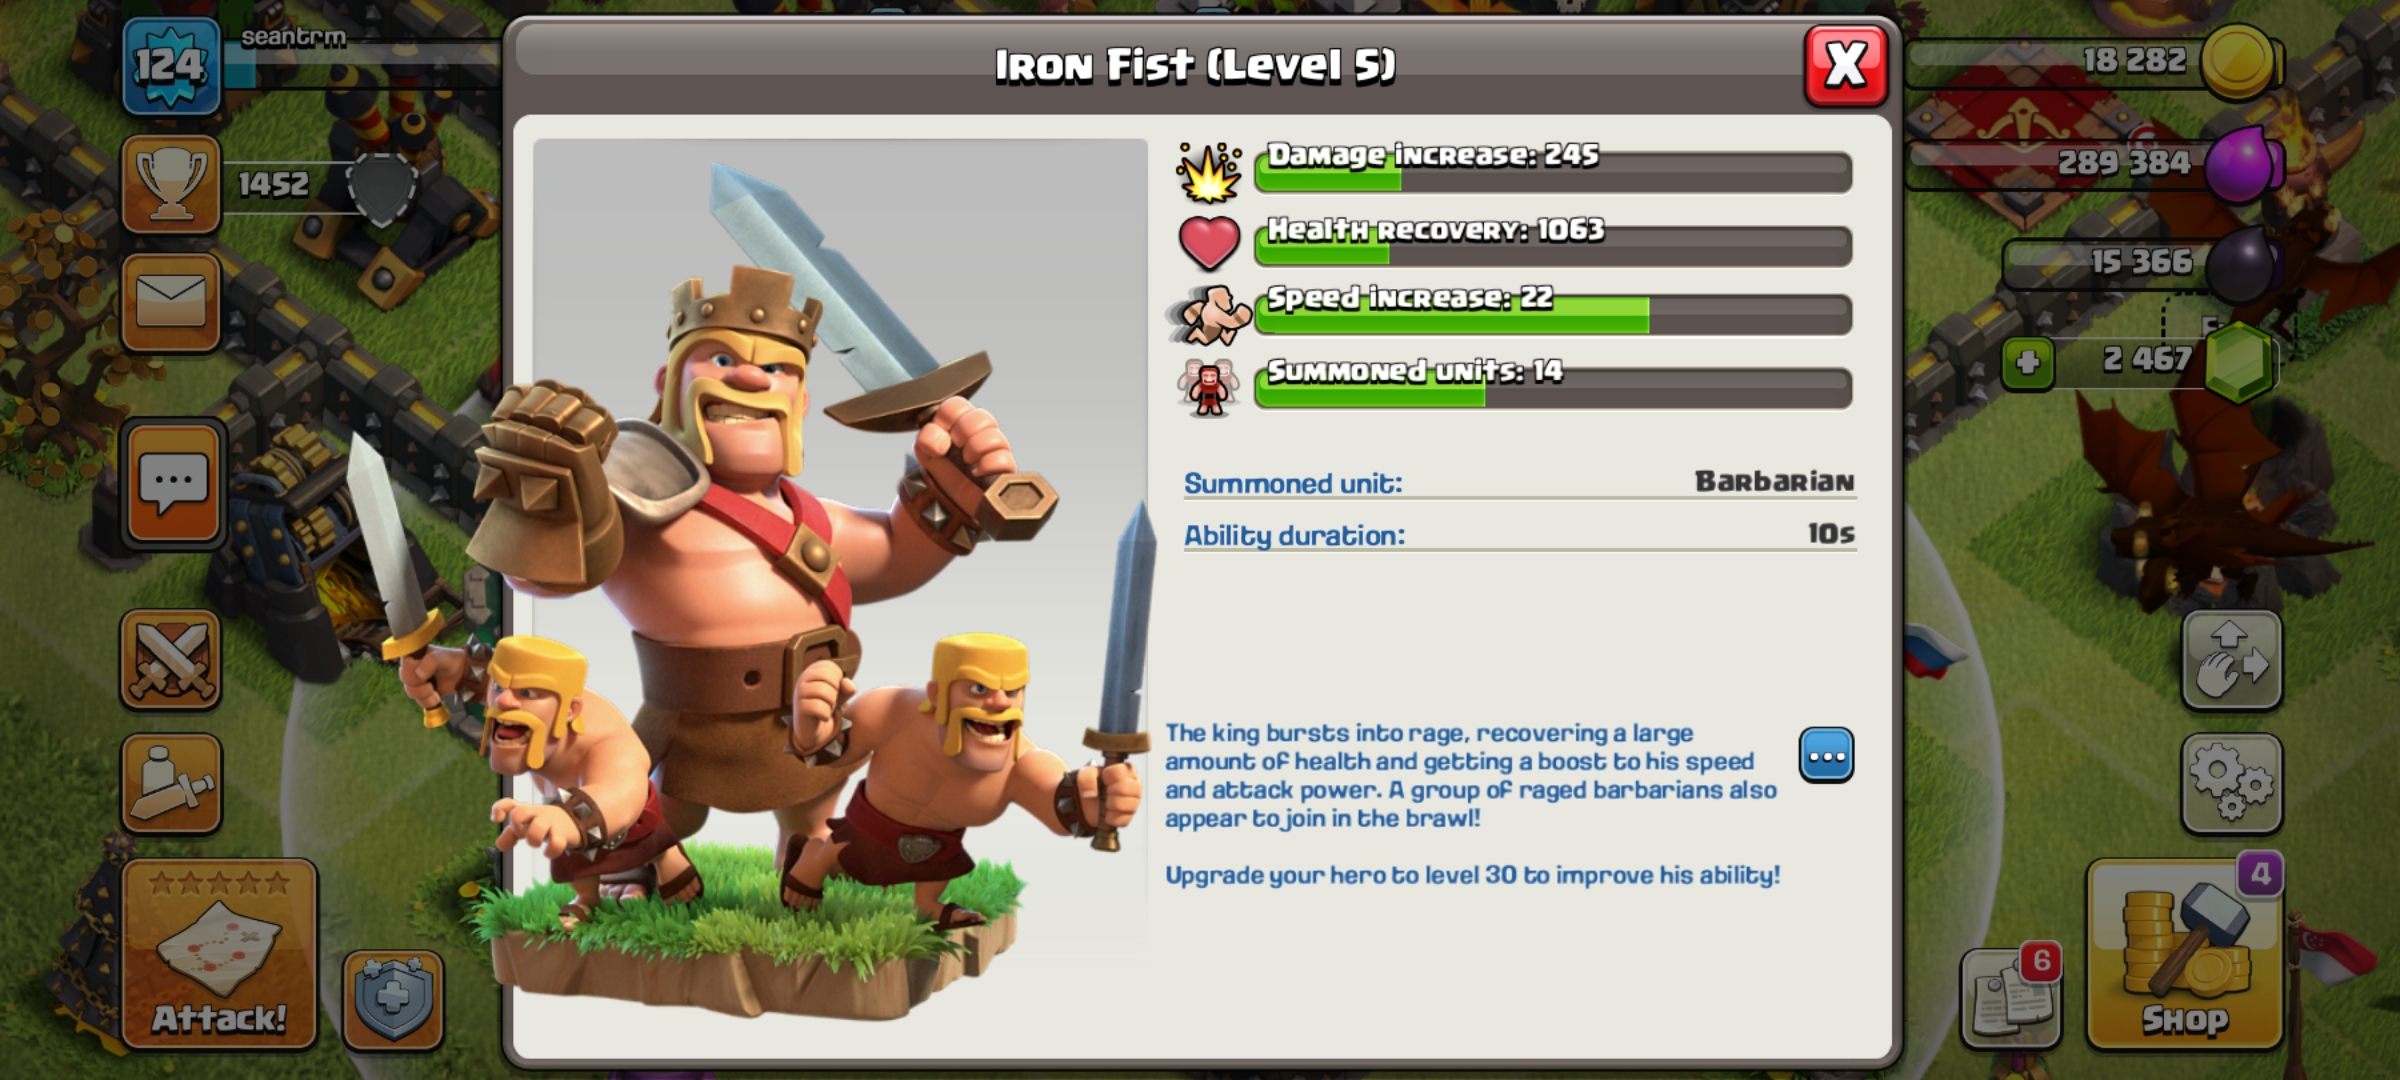 124
seantrm
Iron Fist (Level 5)
X
18 282
1452
289 384
15 366
2 467
Damage increase: 245
Health recovery: 1063
Speed increase: 22
Summoned units: 14
Summoned unit: Barbarian
Ability duration: 10s
The king bursts into rage, recovering a large
amount of health and getting a boost to his speed
and attack power. A group of raged barbarians also
appear to join in the brawl!
Upgrade your hero to level 30 to improve his ability!
Attack!
6
4
Shop